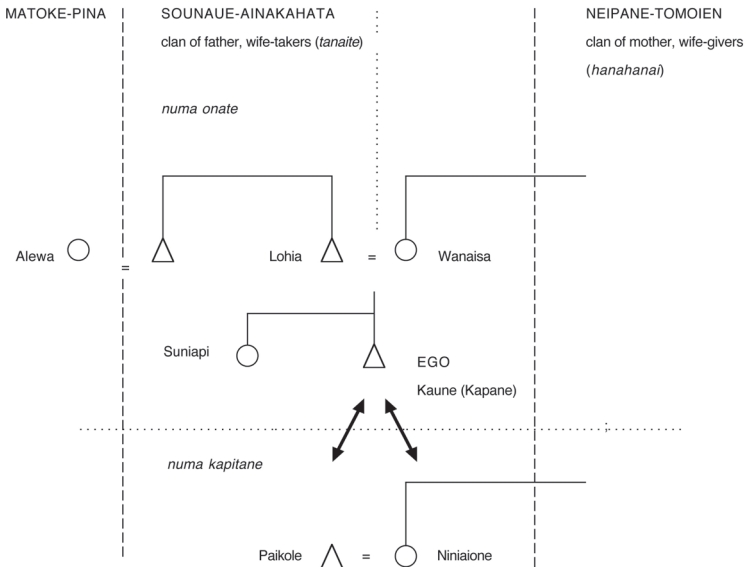 MATOKE-PINA
SOUNAUE-AINAKAHATA
clan of father, wife-takers (tanaite)
NEIPANE-TOMOIEN
clan of mother, wife-givers
(hanahanai)
numa onate
Alewa
=
Lohia
=
Wanaisa
Suniapi
EGO
Kaune (Kapane)
numa kapitane
Paikole
=
Niniaione